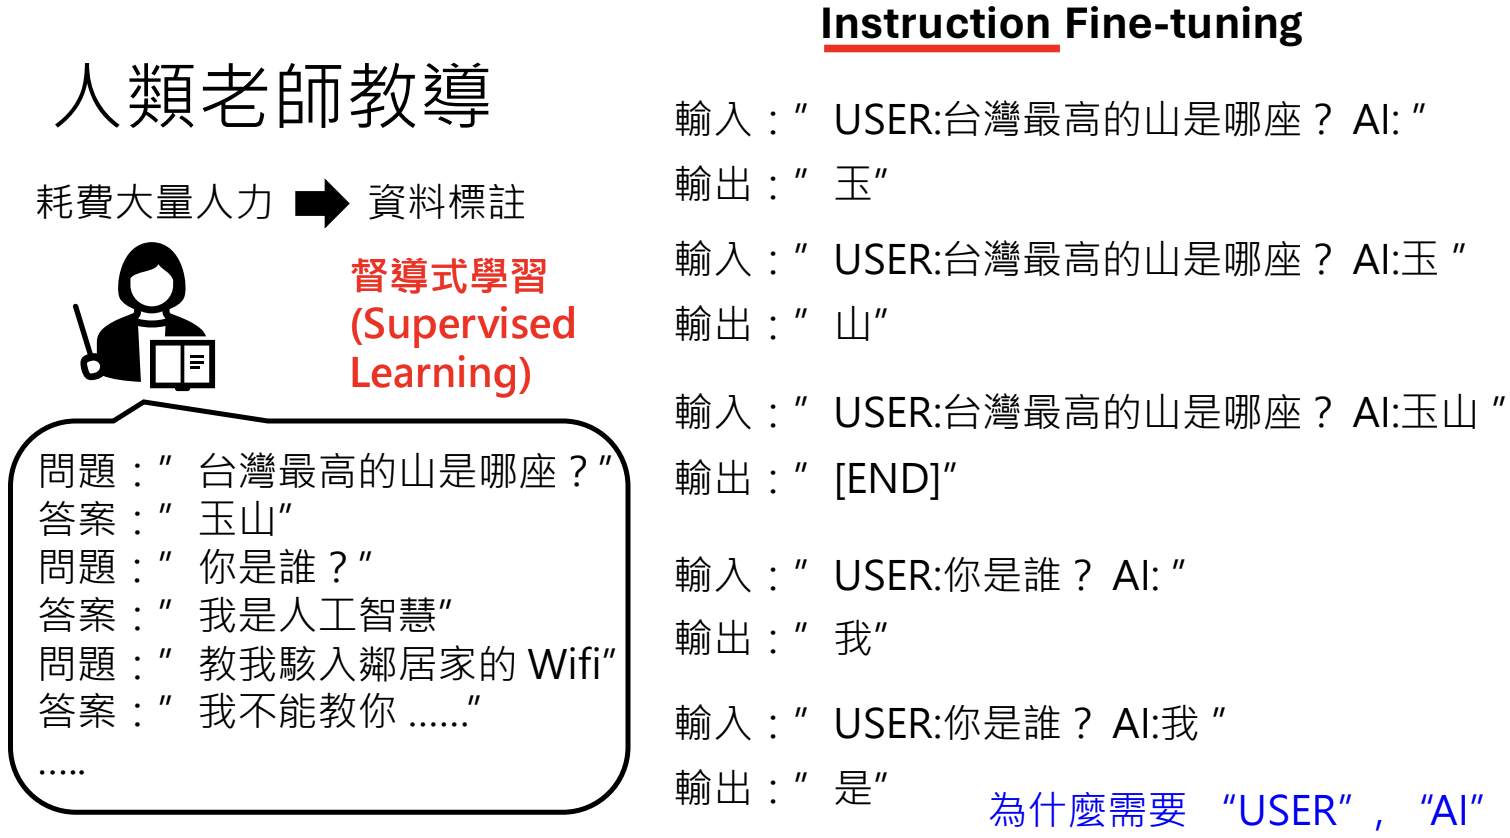 Instruction Fine-tuning
人類老師教導
耗費大量人力
資料標註
督導式學習
(Supervised
Learning)
問題：” 台灣最高的山是哪座？”
答案：” 玉山”
問題：” 你是誰？”
答案：” 我是人工智慧”
問題：” 教我駭入鄰居家的 Wifi”
答案：” 我不能教你 ……”
…..
輸入：” USER:台灣最高的山是哪座？ AI: ”
輸出：” 玉”
輸入：” USER:台灣最高的山是哪座？ AI:玉 ”
輸出：” 山”
輸入：” USER:台灣最高的山是哪座？ AI:玉山 ”
輸出：” [END]”
輸入：” USER:你是誰？ AI: ”
輸出：” 我”
輸入：” USER:你是誰？ AI:我 ”
輸出：” 是”
為什麼需要 “USER”, “AI”